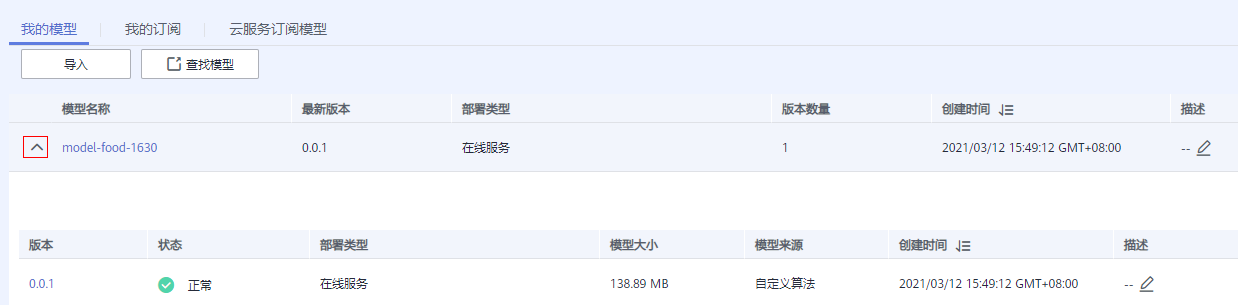 我的模型 我的订阅 云服务订阅模型
导入 查找模型
模型名称 最新版本 部署类型 版本数量 创建时间 描述
model-food-1630 0.0.1 在线服务 1 2021/03/12 15:49:12 GMT+08:00 --
版本 状态 部署类型 模型大小 模型来源 创建时间 描述
0.0.1 正常 在线服务 138.89 MB 自定义算法 2021/03/12 15:49:12 GMT+08:00 --